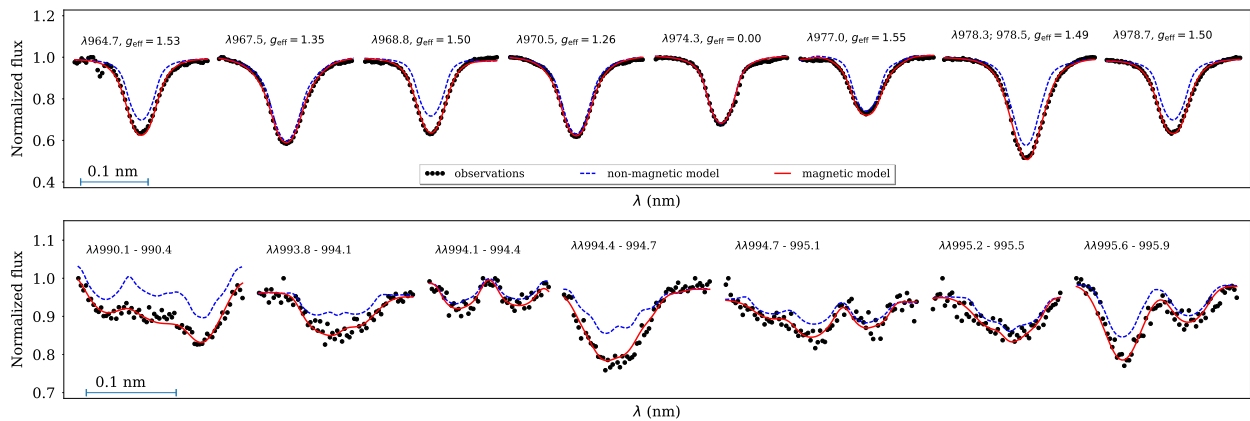 1.2
λ964.7, g_eff = 1.53
λ967.5, g_eff = 1.35
λ968.8, g_eff = 1.50
λ970.5, g_eff = 1.26
λ974.3, g_eff = 0.00
λ977.0, g_eff = 1.55
λ978.3; 978.5, g_eff = 1.49
λ978.7, g_eff = 1.50
1.0
0.8
0.6
0.4
Normalized flux
0.1 nm
observations
non-magnetic model
magnetic model
λ (nm)
1.1
λλ990.1 - 990.4
λλ993.8 - 994.1
λλ994.1 - 994.4
λλ994.4 - 994.7
λλ994.7 - 995.1
λλ995.2 - 995.5
λλ995.6 - 995.9
1.0
0.9
0.8
0.7
Normalized flux
0.1 nm
λ (nm)